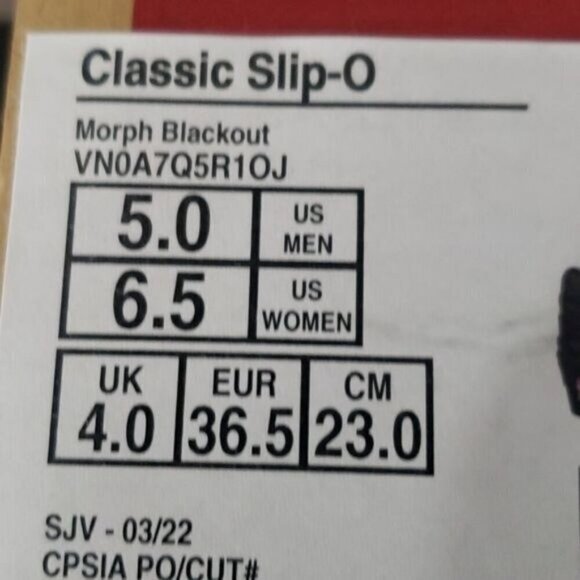 Classic Slip-O
Morph Blackout
VN0A7Q5R1OJ
5.0 US MEN
6.5 US WOMEN
UK EUR CM
4.0 36.5 23.0
SJV - 03/22
CPSIA PO/CUT#